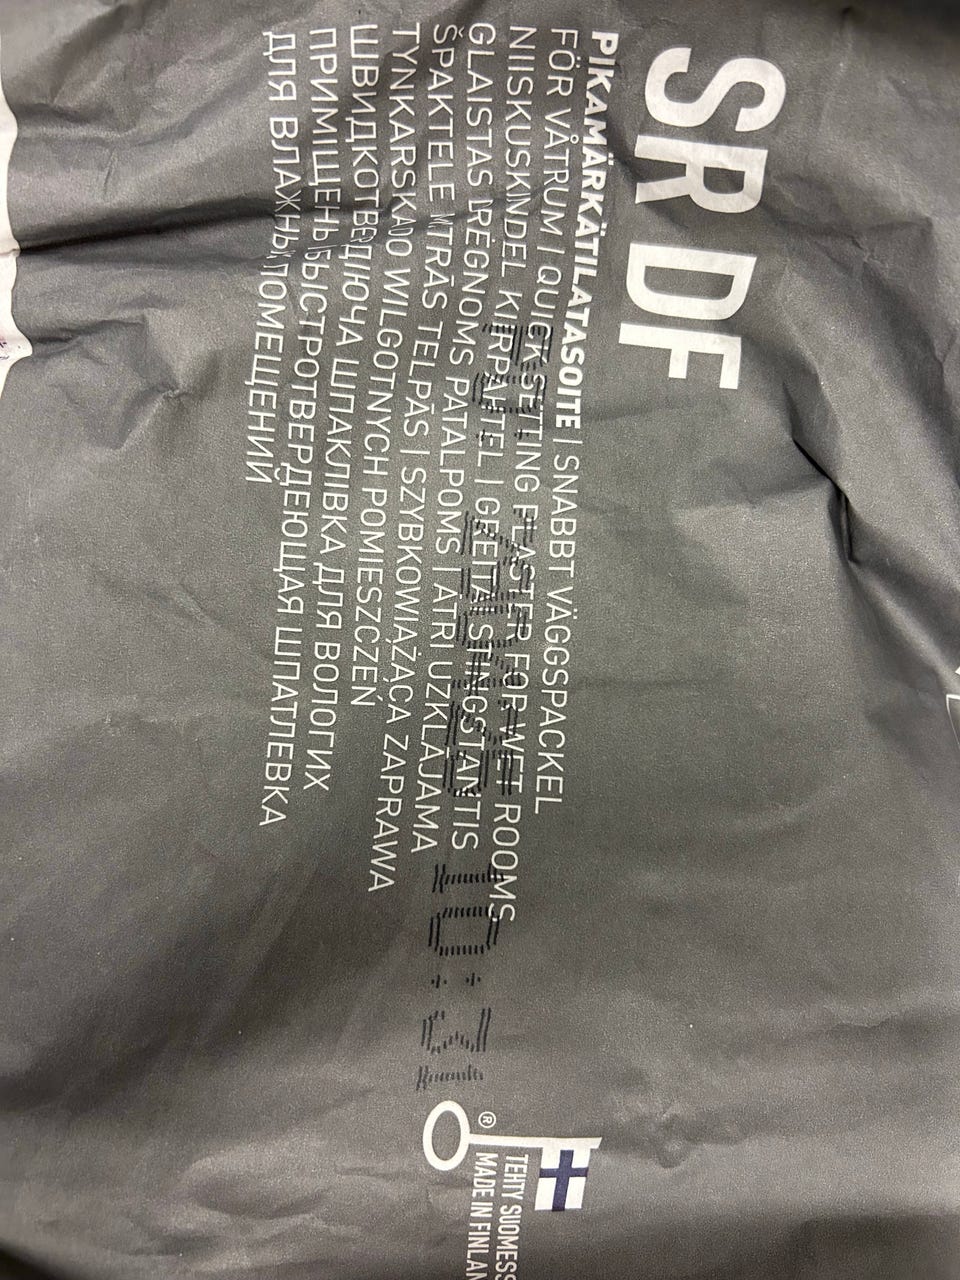 SR DF
PIKAMÄRKÄTILATASOITE | SNABBT VÄGGSPACKEL
FÖR VÅTRUM | QUICK-SETTING PLASTER FOR WET ROOMS
NIISKUSKINDEL KIIRPAHTEL | GREITAI STINGSTANTIS
GLAISTAS DRĖGNOMS PATALPOMS | ĀTRI UZKLĀJAMA
ŠPAKTELE MITRĀS TELPĀS | SZYBKOWIĄŻĄCA ZAPRAWA
TYNKARSKA DO WILGOTNYCH POMIESZCZEŃ
ШВИДКОТВЕРДІЮЧА ШПАКЛІВКА ДЛЯ ВОЛОГИХ
ПРИМІЩЕНЬ БЫСТРОТВЕРДЕЮЩАЯ ШПАТЛЕВКА
ДЛЯ ВЛАЖНЫХ ПОМЕЩЕНИЙ
10:31
®
TEHTY SUOMESS
MADE IN FINLAN